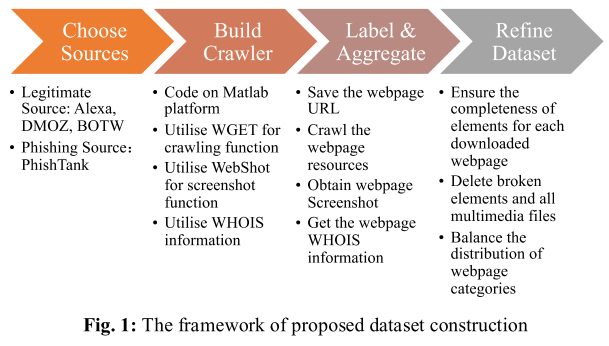 Choose
Sources
Build
Crawler
Label &
Aggregate
Refine
Dataset
• Legitimate
Source: Alexa,
DMOZ, BOTW
• Phishing Source：
PhishTank
• Code on Matlab
platform
• Utilise WGET for
crawling function
• Utilise WebShot
for screenshot
function
• Utilise WHOIS
information
• Save the webpage
URL
• Crawl the
webpage
resources
• Obtain webpage
Screenshot
• Get the webpage
WHOIS
information
• Ensure the
completeness of
elements for each
downloaded
webpage
• Delete broken
elements and all
multimedia files
• Balance the
distribution of
webpage
categories
Fig. 1: The framework of proposed dataset construction